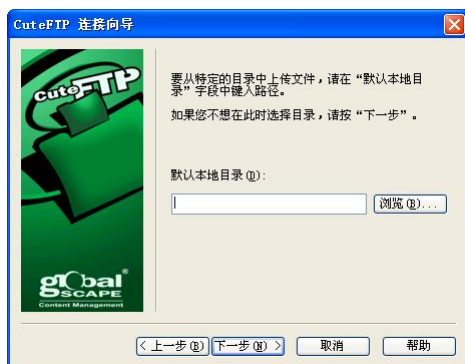 CuteFTP 连接向导
CuteFTP
要从特定的目录中上传文件，请在“默认本地目
录”字段中键入路径。
如果您不想在此时选择目录，请按“下一步”。
默认本地目录(D):
浏览(B)...
globalSCAPE
Content Management
<上一步(B) 下一步(N)> 取消 帮助